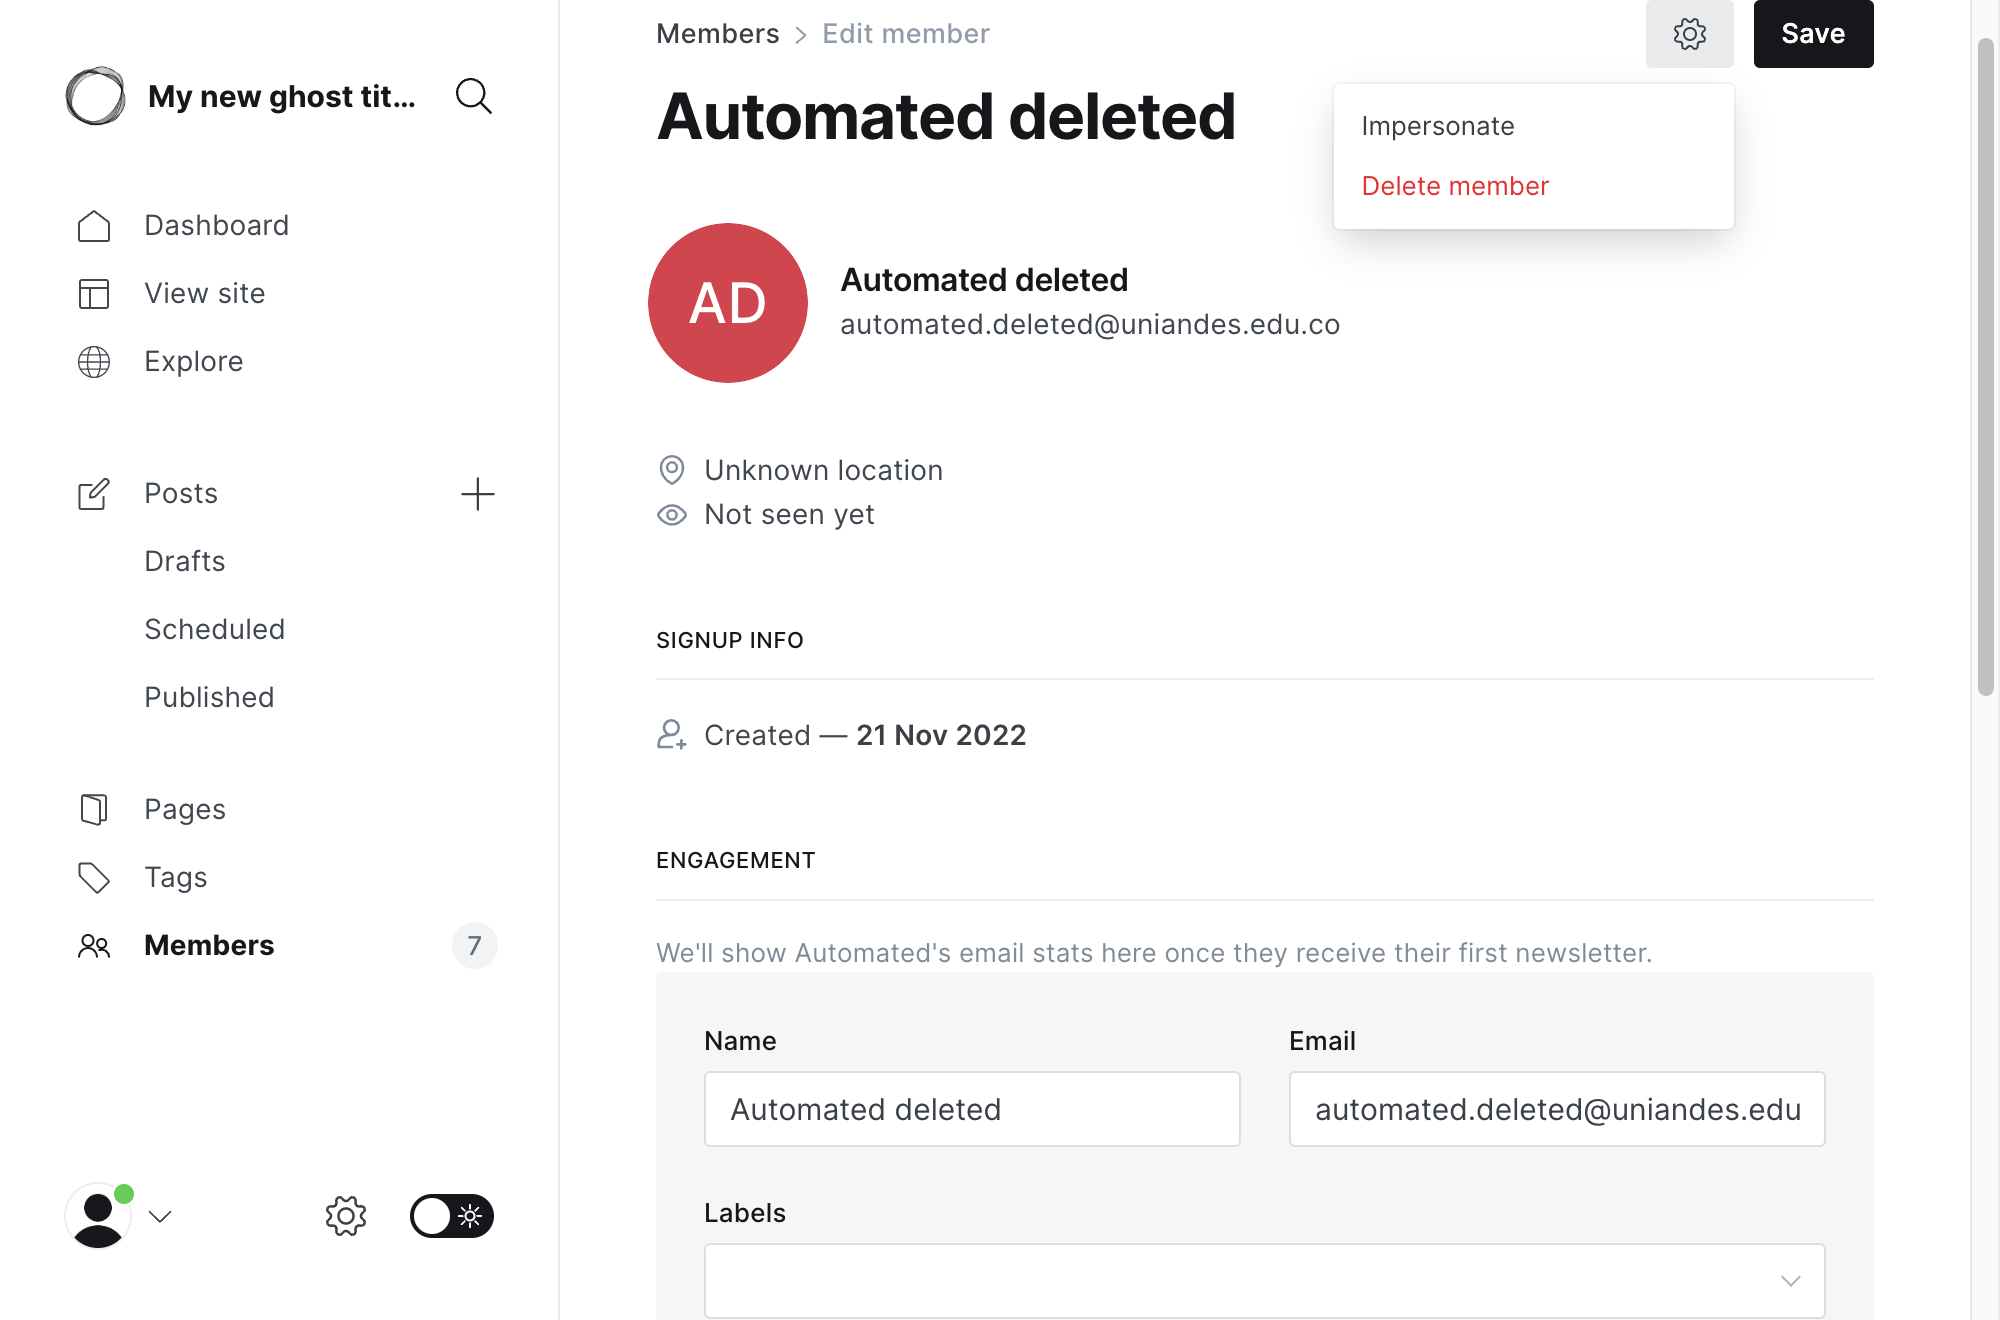 My new ghost tit...
Dashboard
View site
Explore
Posts
Drafts
Scheduled
Published
Pages
Tags
Members
7
Members > Edit member
Save
Automated deleted
Impersonate
Delete member
AD
Automated deleted
automated.deleted@uniandes.edu.co
Unknown location
Not seen yet
SIGNUP INFO
Created — 21 Nov 2022
ENGAGEMENT
We'll show Automated's email stats here once they receive their first newsletter.
Name
Automated deleted
Email
automated.deleted@uniandes.edu
Labels